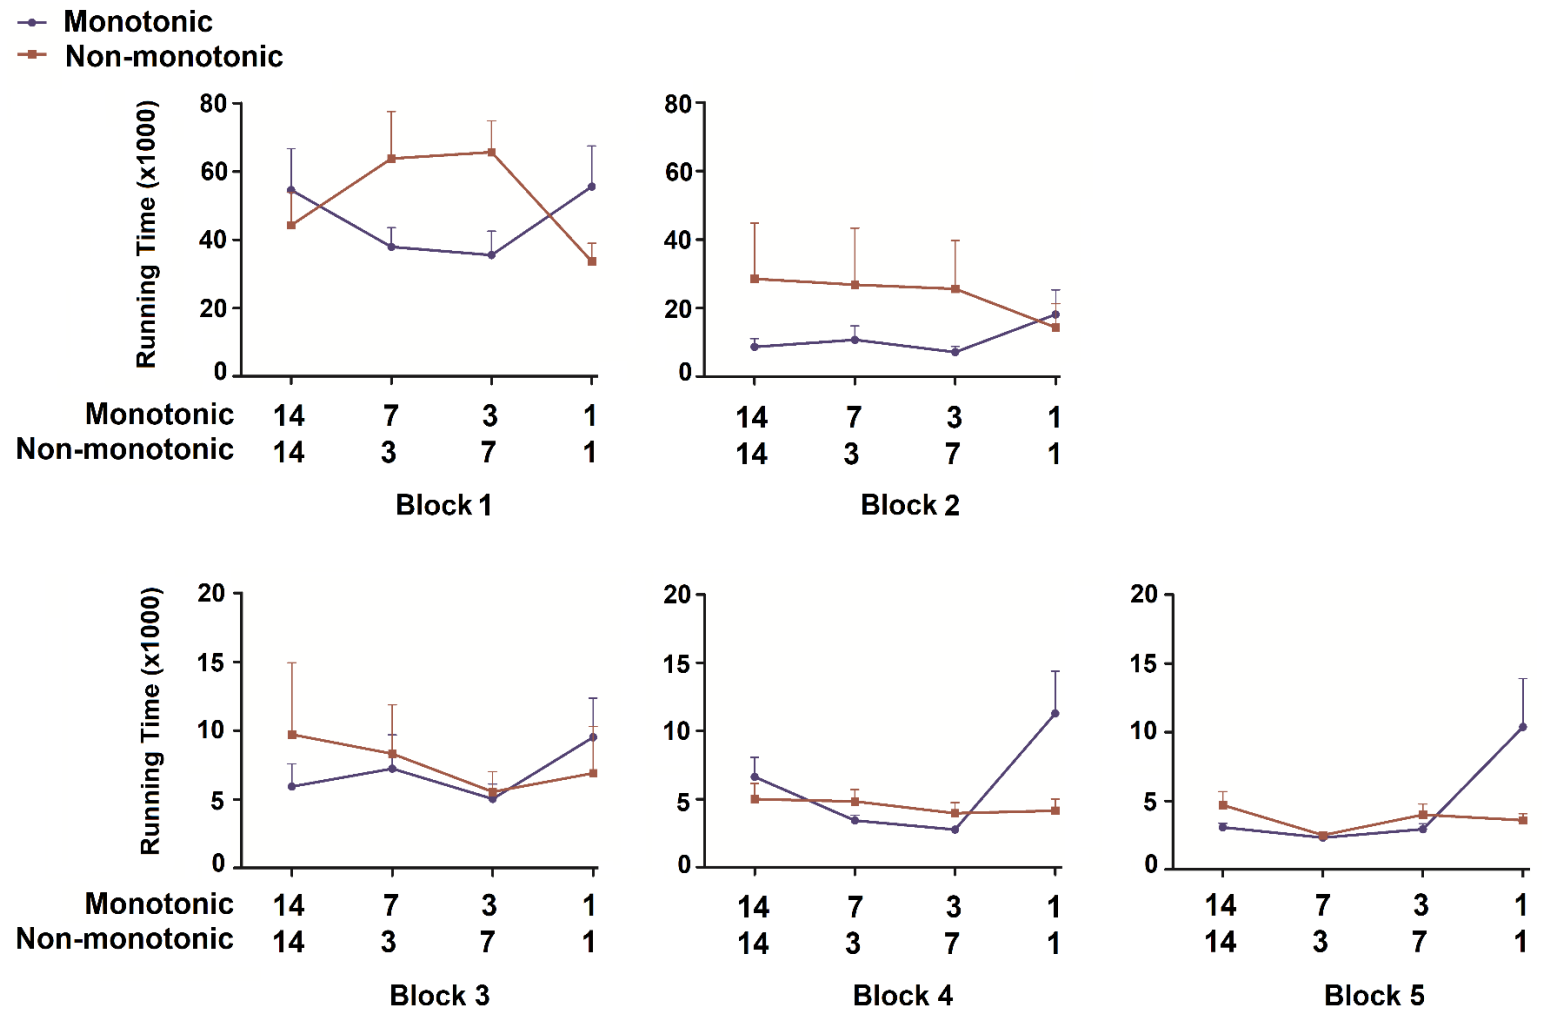 Monotonic
Non-monotonic
Running Time (x1000)
80
60
40
20
0
Monotonic 14 7 3 1
Non-monotonic 14 3 7 1
Block 1
80
60
40
20
0
14 7 3 1
14 3 7 1
Block 2
Running Time (x1000)
20
15
10
5
0
Monotonic 14 7 3 1
Non-monotonic 14 3 7 1
Block 3
20
15
10
5
0
14 7 3 1
14 3 7 1
Block 4
20
15
10
5
0
14 7 3 1
14 3 7 1
Block 5